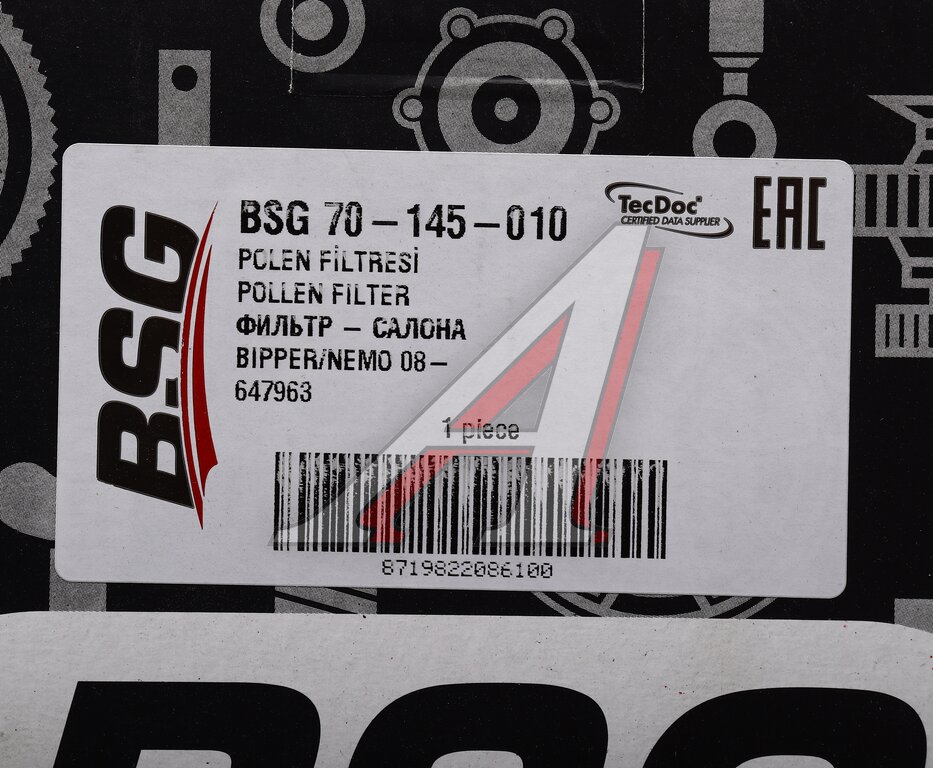 BSG
BSG 70-145-010
TecDoc®
CERTIFIED DATA SUPPLIER
EAC
POLEN FİLTRESİ
POLLEN FILTER
ФИЛЬТР - САЛОНА
BIPPER/NEMO 08-
647963
1 piece
8719822086100
BSG